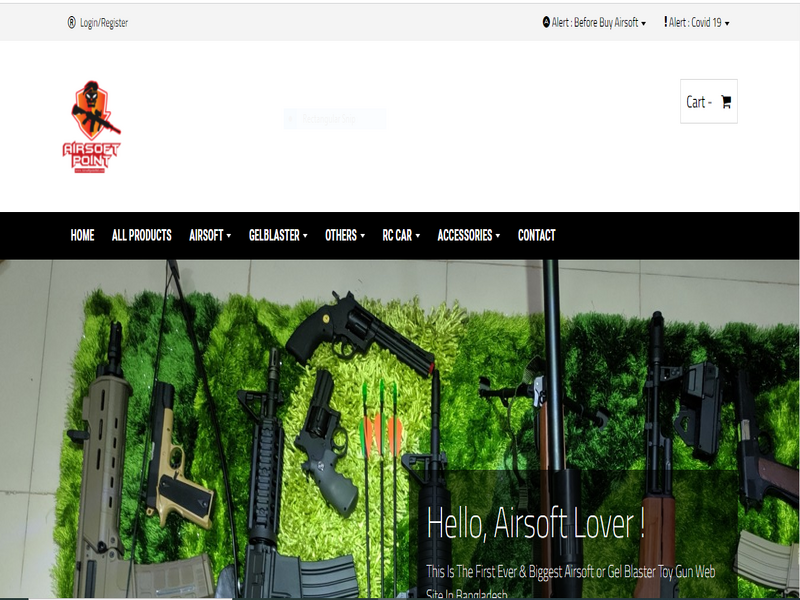 ® Login/Register
Alert : Before Buy Airsoft
! Alert : Covid 19
AIRSOFT
POINT
Cart -
HOME
ALL PRODUCTS
AIRSOFT
GELBLASTER
OTHERS
RC CAR
ACCESSORIES
CONTACT
Hello, Airsoft Lover !
This Is The First Ever & Biggest Airsoft or Gel Blaster Toy Gun Web
Site In Bangladesh